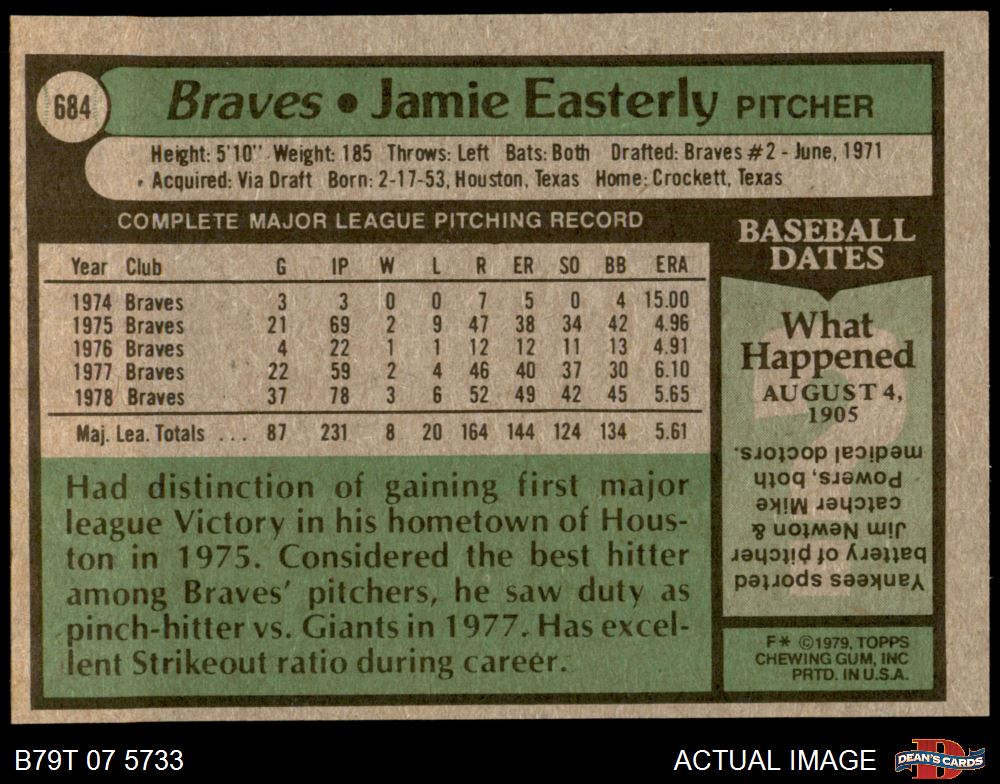 684
Braves • Jamie Easterly PITCHER
Height: 5'10" Weight: 185 Throws: Left Bats: Both Drafted: Braves #2 - June, 1971
• Acquired: Via Draft Born: 2-17-53, Houston, Texas Home: Crockett, Texas
COMPLETE MAJOR LEAGUE PITCHING RECORD
Year Club G IP W L R ER SO BB ERA
1974 Braves 3 3 0 0 7 5 0 4 15.00
1975 Braves 21 69 2 9 47 38 34 42 4.96
1976 Braves 4 22 1 1 12 12 11 13 4.91
1977 Braves 22 59 2 4 46 40 37 30 6.10
1978 Braves 37 78 3 6 52 49 42 45 5.65
Maj. Lea. Totals ... 87 231 8 20 164 144 124 134 5.61
Had distinction of gaining first major
league Victory in his hometown of Hous-
ton in 1975. Considered the best hitter
among Braves' pitchers, he saw duty as
pinch-hitter vs. Giants in 1977. Has excel-
lent Strikeout ratio during career.
BASEBALL
DATES
What
Happened
AUGUST 4,
1905
Yankees sported
battery of pitcher
Jim Newton &
catcher Mike
Powers, both
medical doctors.
F* ©1979, TOPPS
CHEWING GUM, INC
PRTD. IN U.S.A.
B79T 07 5733
ACTUAL IMAGE
DEAN'S CARDS